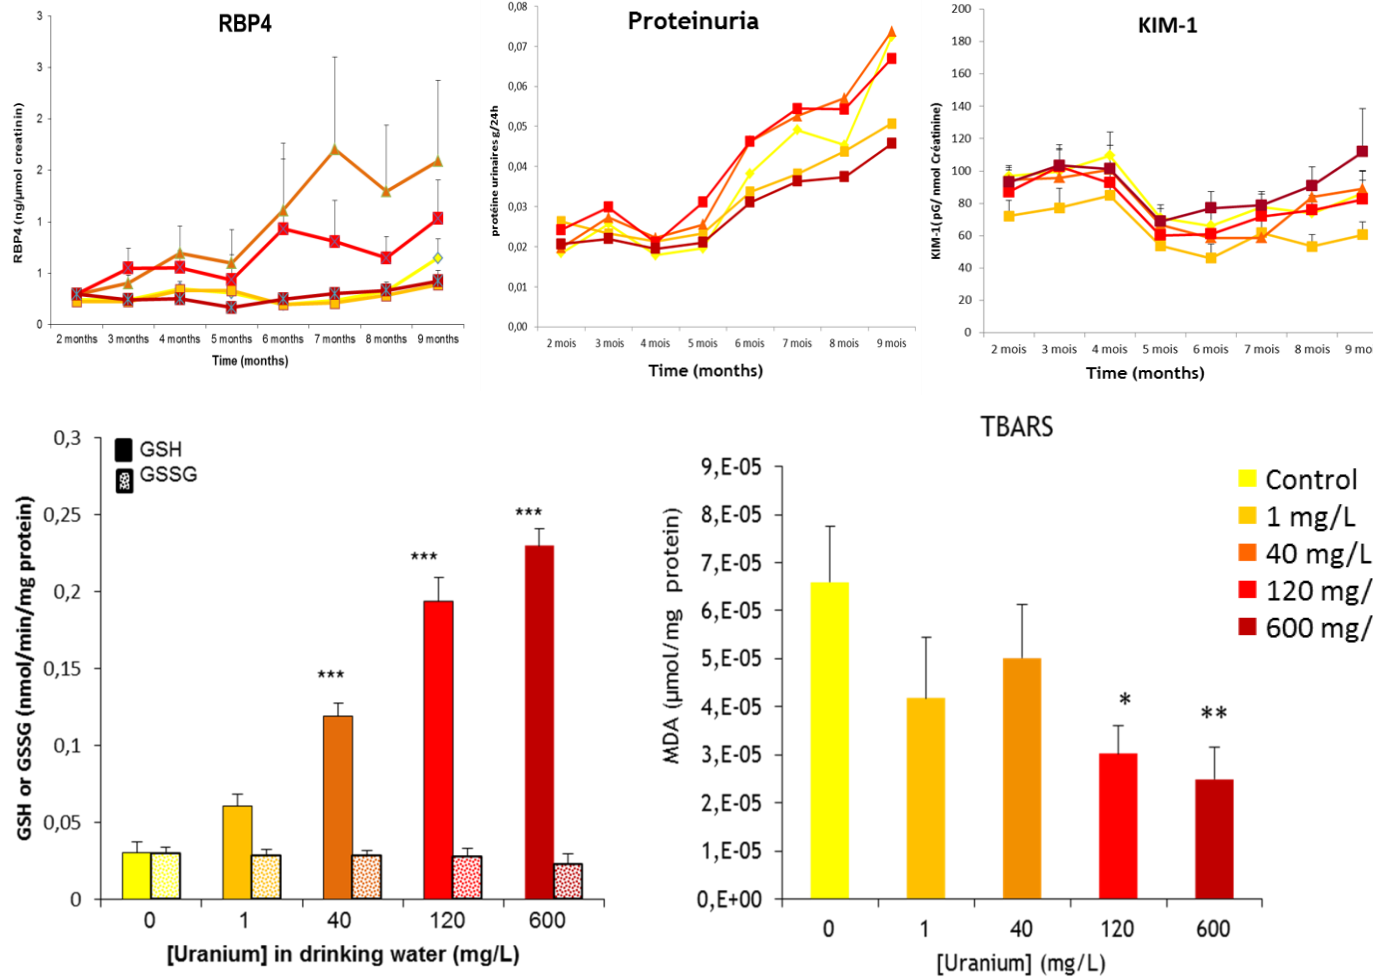 RBP4
RBP4 (ng/µmol creatinin)
3
3
2
2
1
1
0
2 months 3 months 4 months 5 months 6 months 7 months 8 months 9 months
Time (months)
Proteinuria
protéine urinaires g/24h
0,08
0,07
0,06
0,05
0,04
0,03
0,02
0,01
0,00
2 mois 3 mois 4 mois 5 mois 6 mois 7 mois 8 mois 9 mois
Time (months)
KIM-1
KIM-1(pG/ nmol Créatinine)
200
180
160
140
120
100
80
60
40
20
0
2 mois 3 mois 4 mois 5 mois 6 mois 7 mois 8 mois 9 mo
Time (months)
GSH
GSSG
GSH or GSSG (nmol/min/mg protein)
0,3
0,25
0,2
0,15
0,1
0,05
0
***
***
***
0 1 40 120 600
[Uranium] in drinking water (mg/L)
TBARS
MDA (µmol/mg protein)
9,E-05
8,E-05
7,E-05
6,E-05
5,E-05
4,E-05
3,E-05
2,E-05
1,E-05
0,E+00
*
**
0 1 40 120 600
[Uranium] (mg/L)
Control
1 mg/L
40 mg/L
120 mg/
600 mg/